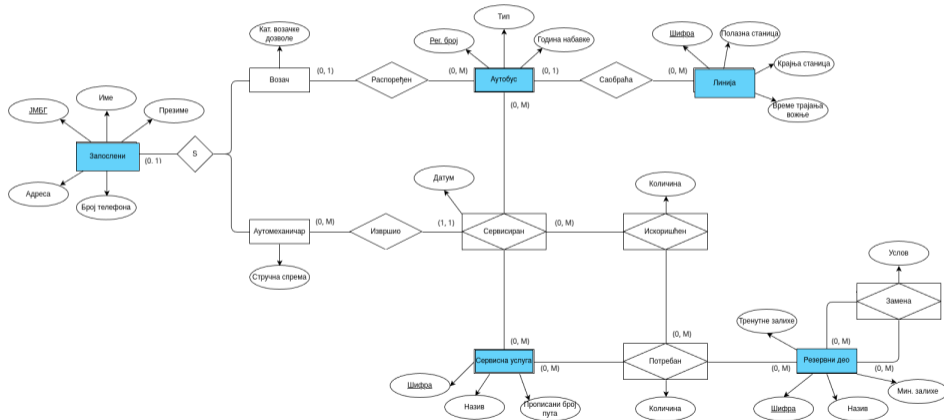 Кат. возачке
дозволе
Тип
Рег. број
Година набавке
Шифра
Полазна станица
Возач
(0, 1)
Распоређен
(0, M)
Аутобус
(0, 1)
Саобраћа
(0, M)
Линија
Крајња станица
(0, M)
Време трајања
вожње
ЈМБГ
Име
Презиме
Запослени
(0. 1)
S
Адреса
Број телефона
Датум
Количина
Аутомеханичар
(0, M)
Извршио
(1, 1)
Сервисиран
(0, M)
Искоришћен
Стручна спрема
Услов
Замена
Тренутне залихе
(0, M)
(0, M)
(0, M)
Сервисна услуга
(0, M)
Потребан
(0, M)
Резервни део
(0, M)
Шифра
Назив
Прописани број
пута
Количина
Шифра
Назив
Мин. залихе